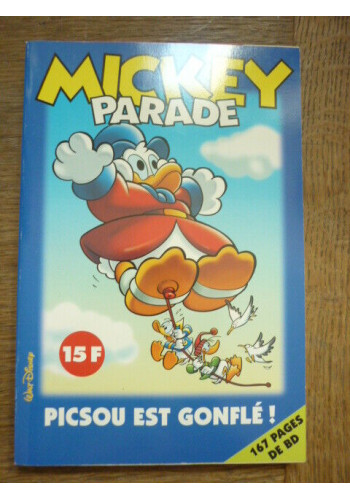 MICKEY
PARADE
15 F
Walt Disney
PICSOU EST GONFLÉ !
167 PAGES
DE BD